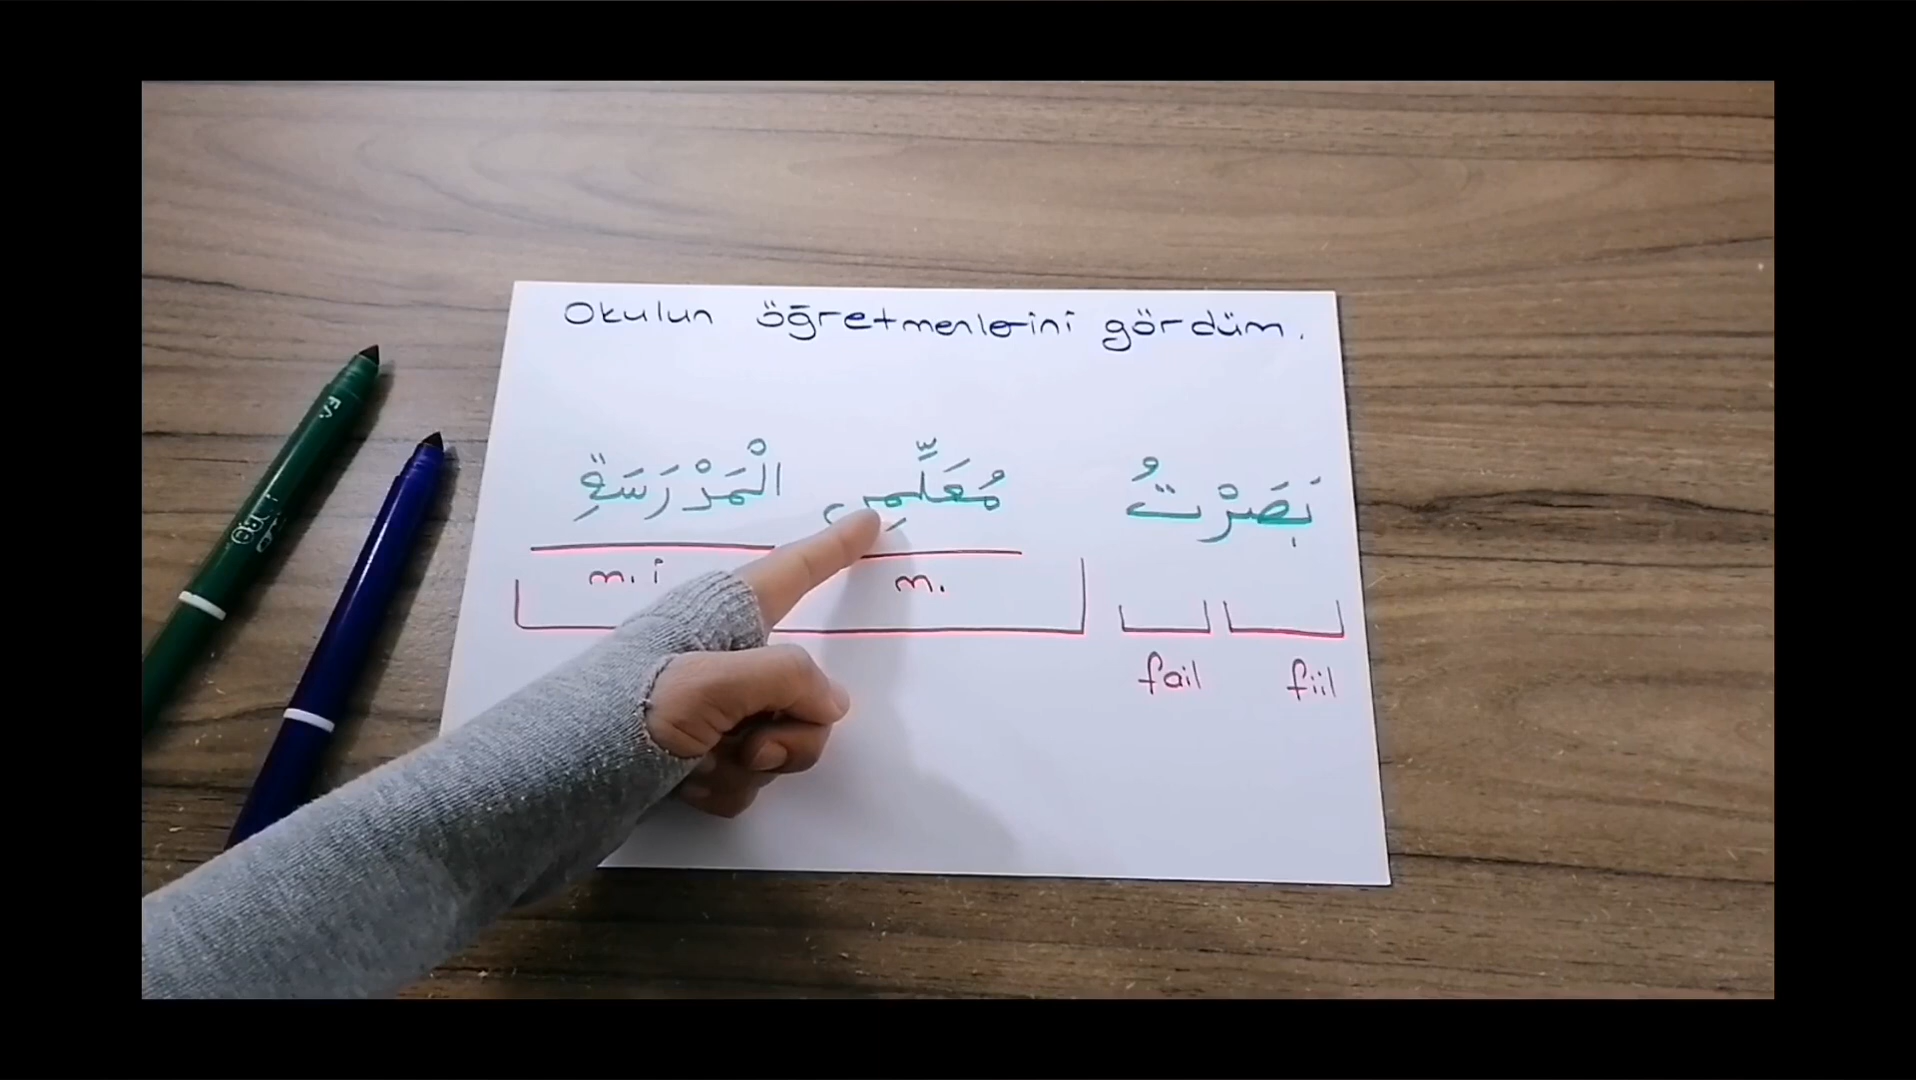 Okulun öğretmenlerini gördüm.
بَصَرْتُ مُعَلِّمِي الْمَدْرَسَةِ
m. i m.
fail fiil